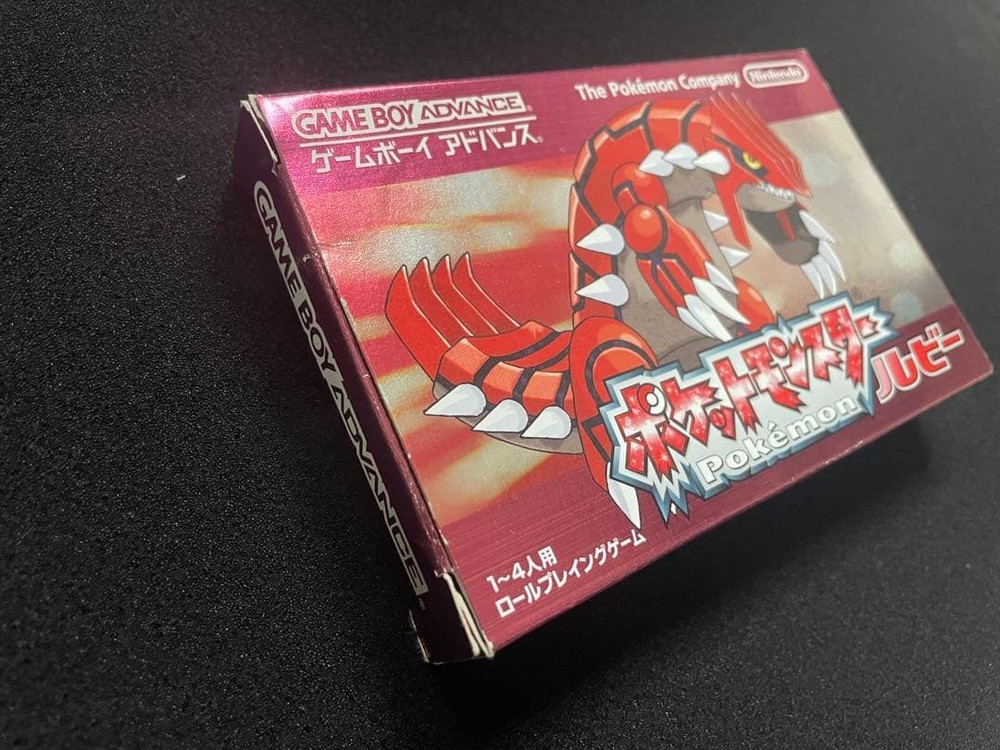 GAME BOY ADVANCE
ゲームボーイ アドバンス
The Pokémon Company Nintendo
ポケットモンスター ルビー
Pokémon
1~4人用
ロールプレイングゲーム
GAME BOY ADVANCE